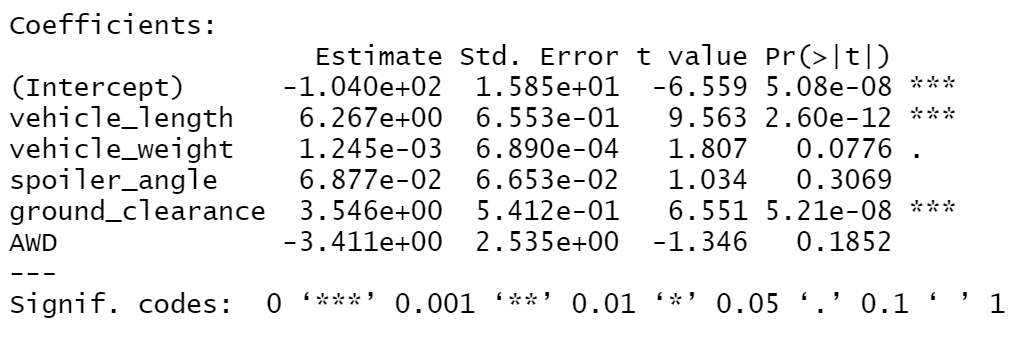 Coefficients:
                   Estimate Std. Error t value Pr(>|t|)
(Intercept)      -1.040e+02  1.585e+01  -6.559 5.08e-08 ***
vehicle_length    6.267e+00  6.553e-01   9.563 2.60e-12 ***
vehicle_weight    1.245e-03  6.890e-04   1.807   0.0776 .
spoiler_angle     6.877e-02  6.653e-02   1.034   0.3069
ground_clearance  3.546e+00  5.412e-01   6.551 5.21e-08 ***
AWD              -3.411e+00  2.535e+00  -1.346   0.1852
---
Signif. codes:  0 ‘***’ 0.001 ‘**’ 0.01 ‘*’ 0.05 ‘.’ 0.1 ‘ ’ 1